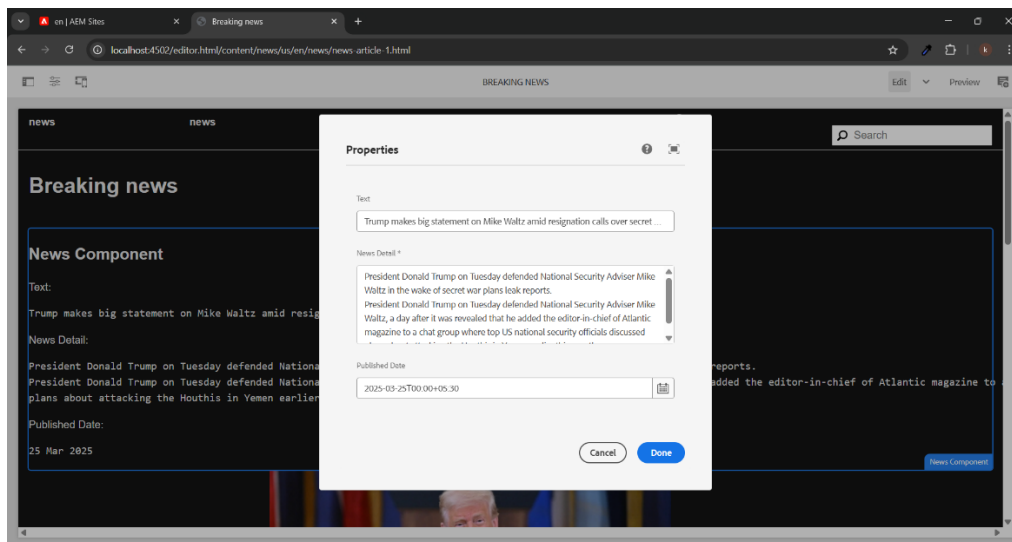 en | AEM Sites
Breaking news
localhost:4502/editor.html/content/news/us/en/news/news-article-1.html
BREAKING NEWS
Edit
Preview
news
news
Search
Breaking news
News Component
Text:
Trump makes big statement on Mike Waltz amid resig
News Detail:
President Donald Trump on Tuesday defended Nationa
reports.
President Donald Trump on Tuesday defended Nationa
added the editor-in-chief of Atlantic magazine to
plans about attacking the Houthis in Yemen earlier
Published Date:
25 Mar 2025
News Component
Properties
Text
Trump makes big statement on Mike Waltz amid resignation calls over secret ...
News Detail *
President Donald Trump on Tuesday defended National Security Adviser Mike
Waltz in the wake of secret war plans leak reports.
President Donald Trump on Tuesday defended National Security Adviser Mike
Waltz, a day after it was revealed that he added the editor-in-chief of Atlantic
magazine to a chat group where top US national security officials discussed
Published Date
2025-03-25T00:00+05:30
Cancel
Done